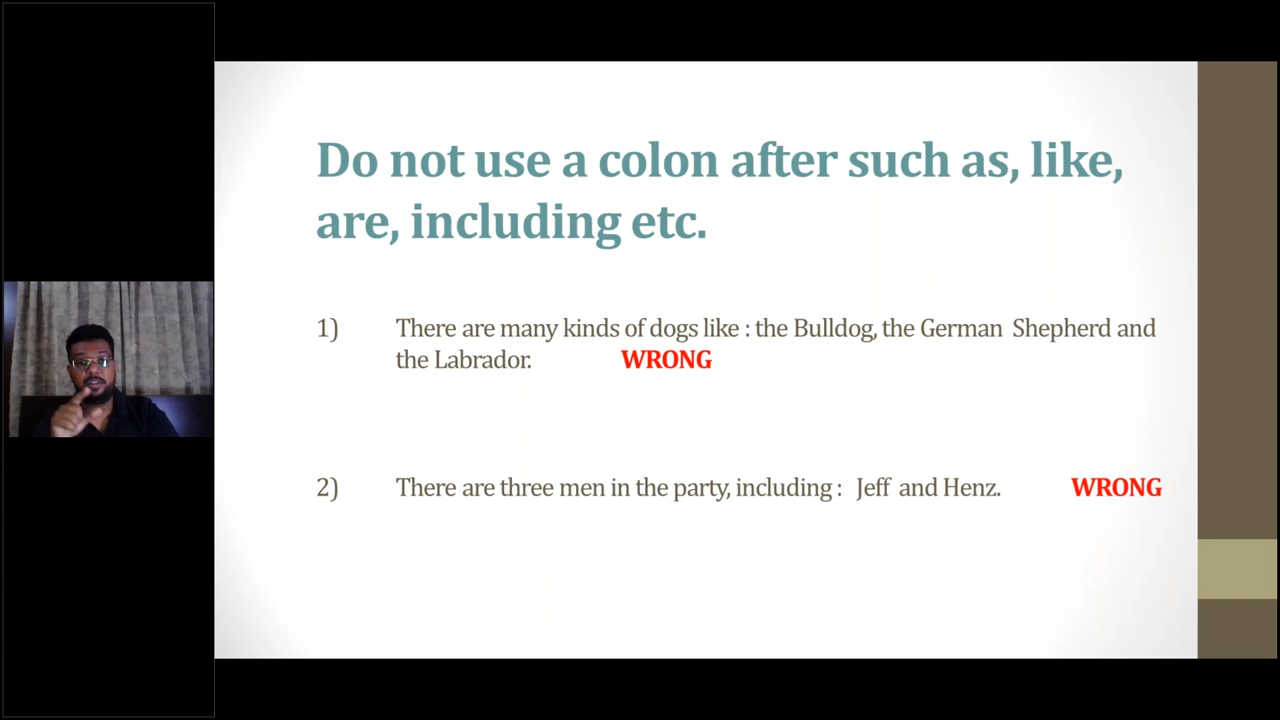 Do not use a colon after such as, like,
are, including etc.
1) There are many kinds of dogs like : the Bulldog, the German Shepherd and
the Labrador. WRONG
2) There are three men in the party, including : Jeff and Henz. WRONG